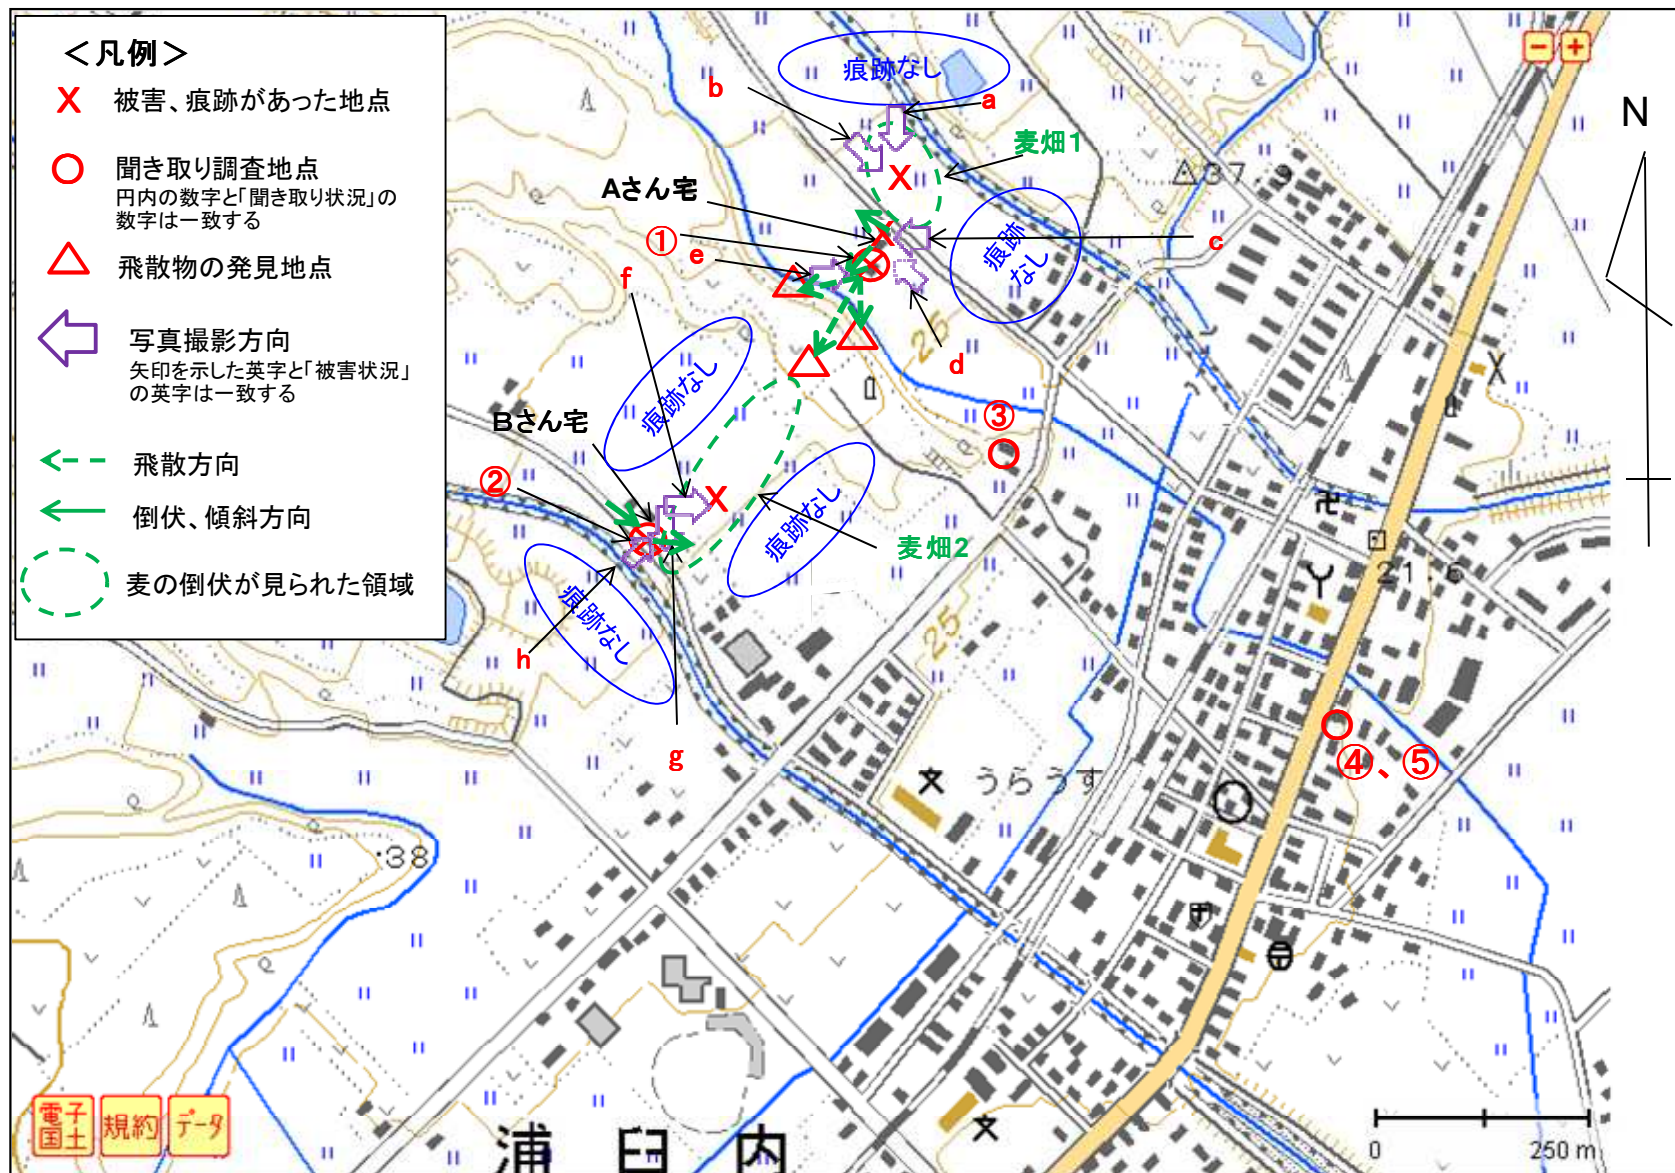 ＜凡例＞
X 被害、痕跡があった地点
聞き取り調査地点
円内の数字と「聞き取り状況」の
数字は一致する
飛散物の発見地点
写真撮影方向
矢印を示した英字と「被害状況」
の英字は一致する
飛散方向
倒伏、傾斜方向
麦の倒伏が見られた領域
痕跡なし
b
a
麦畑1
N
37.9
X
Aさん宅
X
①
e
c
痕跡
なし
f
d
25
痕跡なし
Bさん宅
③
②
X
痕跡なし
麦畑2
21.6
痕跡なし
h
25
g
④、⑤
うらうす
38
電子
国土
規約
データ
浦臼内
0
250 m